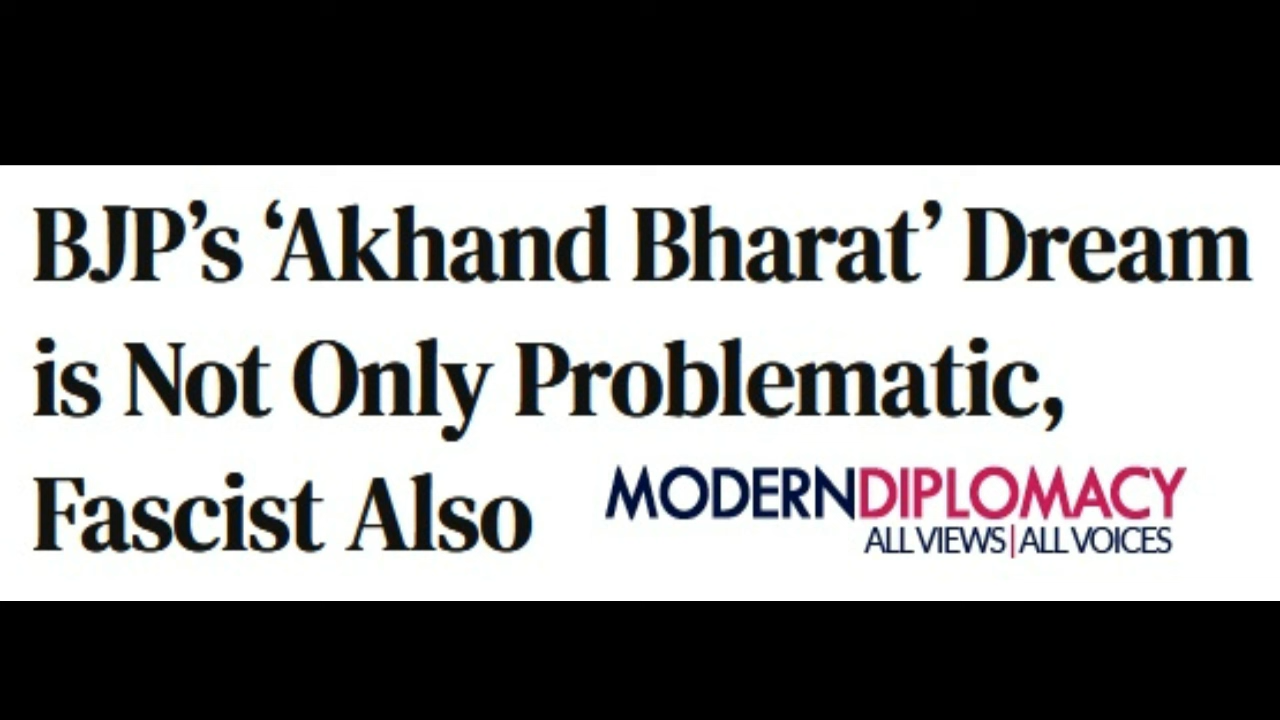 BJP’s ‘Akhand Bharat’ Dream
is Not Only Problematic,
Fascist Also
MODERNDIPLOMACY
ALL VIEWS|ALL VOICES